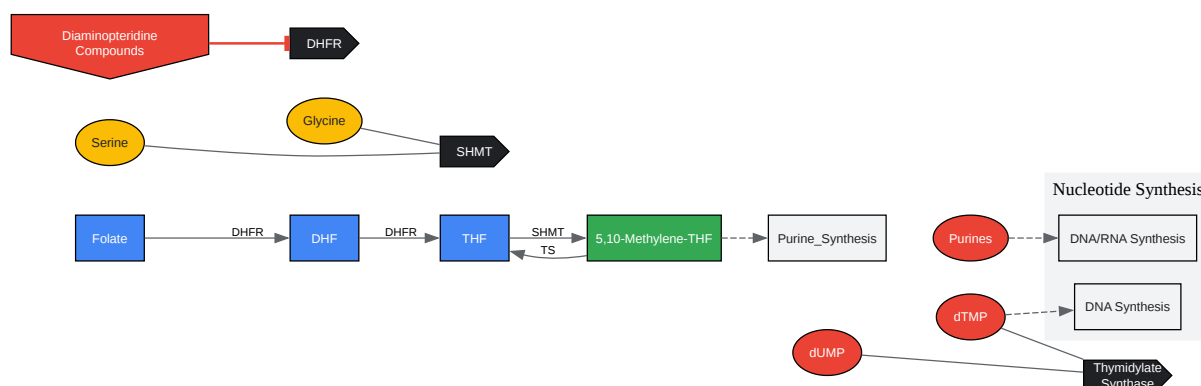 Diaminopteridine
Compounds
DHFR
Glycine
Serine
SHMT
Nucleotide Synthesis
Folate
DHFR
DHF
DHFR
THF
SHMT
TS
5,10-Methylene-THF
Purine_Synthesis
Purines
DNA/RNA Synthesis
dTMP
DNA Synthesis
dUMP
Thymidylate
Synthase